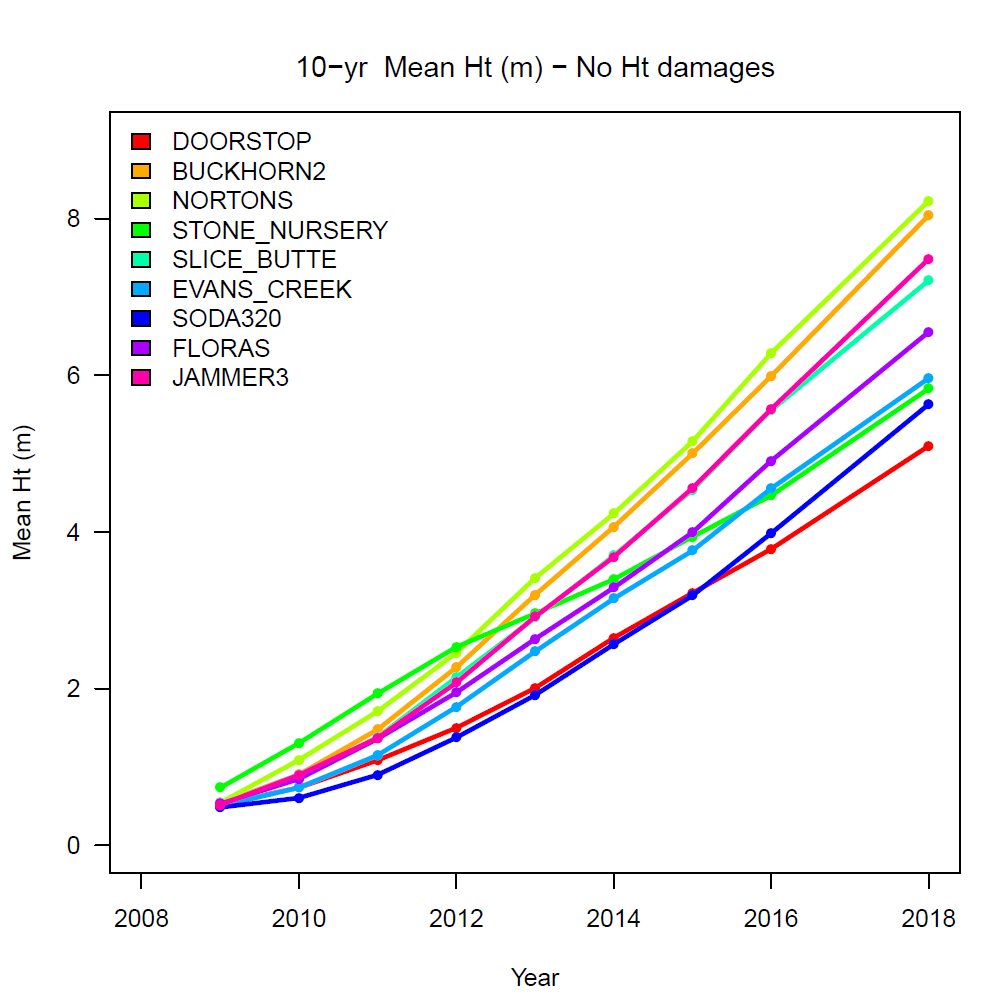 10−yr  Mean Ht (m) − No Ht damages
DOORSTOP
BUCKHORN2
NORTONS
STONE_NURSERY
SLICE_BUTTE
EVANS_CREEK
SODA320
FLORAS
JAMMER3
8
6
4
2
0
Mean Ht (m)
2008 2010 2012 2014 2016 2018
Year